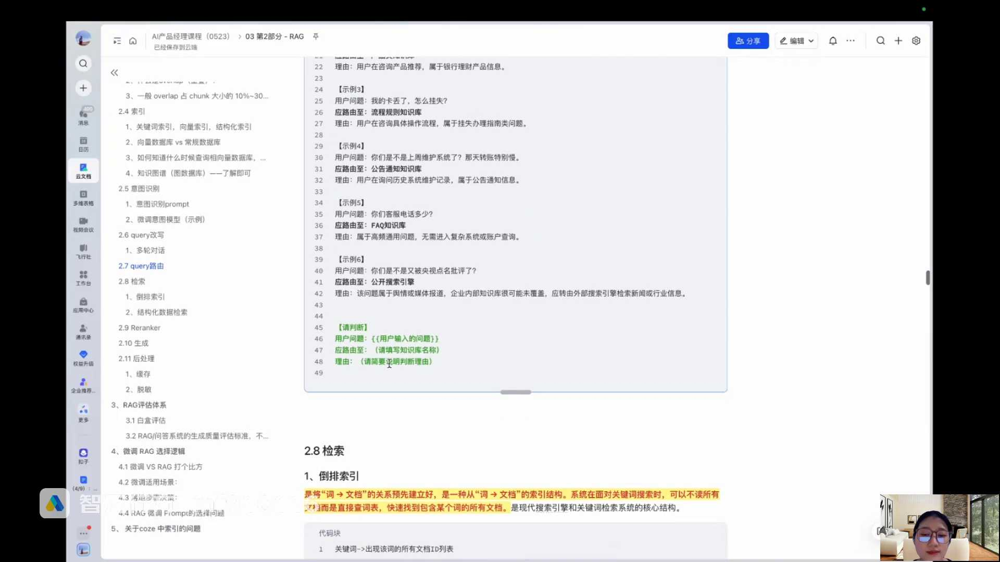 AI产品经理课程（0523）
03 第2部分 - RAG
已经保存到云端
分享
编辑
499
消息
日历
云文档
多维表格
视频会议
飞行社
工作台
应用中心
通讯录
权益升级
企业推荐...
更多
扣子
(4/9) : ...
3、一般 overlap 占 chunk 大小的 10%~30...
2.4 索引
1、关键词索引，向量索引，结构化索引
2、向量数据库 vs 常规数据库
3、如何知道什么时候查询相向量数据库，...
4、知识图谱（图数据库）——了解即可
2.5 意图识别
1、意图识别prompt
2、微调意图模型（示例）
2.6 query改写
1、多轮对话
2.7 query路由
2.8 检索
1、倒排索引
2、结构化数据检索
2.9 Reranker
2.10 生成
2.11 后处理
1、缓存
2、脱敏
3、RAG评估体系
3.1 白盒评估
3.2 RAG/问答系统的生成质量评估标准，不...
4、微调 RAG 选择逻辑
4.1 微调 VS RAG 打个比方
4.2 微调适用场景：
4.4 RAG 微调 Prompt的选择问题
5、 关于coze 中索引的问题
22 理由：用户在咨询产品推荐，属于银行理财产品信息。
23
24 【示例3】
25 用户问题：我的卡丢了，怎么挂失？
26 应路由至：流程规则知识库
27 理由：用户在咨询具体操作流程，属于挂失办理指南类问题。
28
29 【示例4】
30 用户问题：你们是不是上周维护系统了？那天转账特别慢。
31 应路由至：公告通知知识库
32 理由：用户在询问历史系统维护记录，属于公告通知信息。
33
34 【示例5】
35 用户问题：你们客服电话多少？
36 应路由至：FAQ知识库
37 理由：属于高频通用问题，无需进入复杂系统或账户查询。
38
39 【示例6】
40 用户问题：你们是不是又被央视点名批评了？
41 应路由至：公开搜索引擎
42 理由：该问题属于舆情或媒体报道，企业内部知识库很可能未覆盖，应转由外部搜索引擎检索新闻或行业信息。
43
44
45 【请判断】
46 用户问题：{{用户输入的问题}}
47 应路由至：（请填写知识库名称）
48 理由：（请简要说明判断理由）
49
2.8 检索
1、倒排索引
是将“词 → 文档”的关系预先建立好，是一种从“词 → 文档”的索引结构。系统在面对关键词搜索时，可以不读所有
文档而是直接查词表，快速找到包含某个词的所有文档。是现代搜索引擎和关键词检索系统的核心结构。
代码块
1 关键词->出现该词的所有文档ID列表